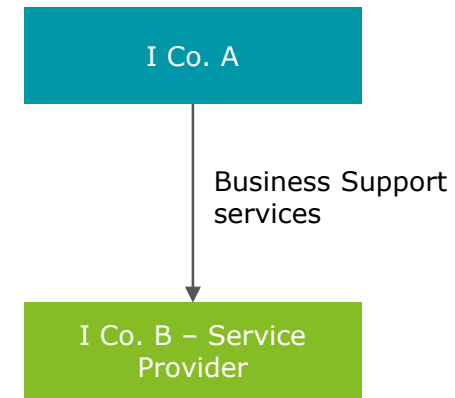 I Co. A
Business Support
services
I Co. B – Service
Provider